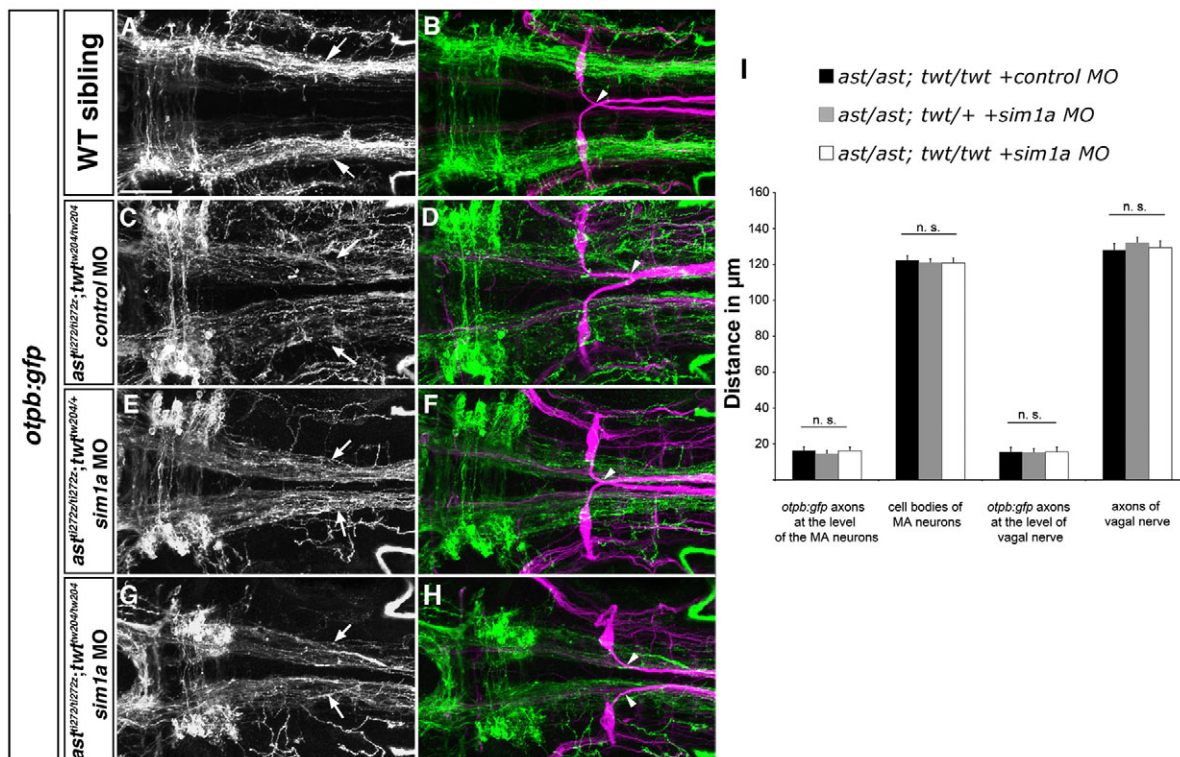 otpb:gfp
WT sibling
ast ti272/ti272z; twt tw204/tw204
control MO
ast ti272z/ti272z; twt tw204/+
sim1a MO
ast ti272/ti272z; twt tw204/tw204
sim1a MO
A
B
C
D
E
F
G
H
I
ast/ast; twt/twt +control MO
ast/ast; twt/+ +sim1a MO
ast/ast; twt/twt +sim1a MO
Distance in µm
160
140
120
100
80
60
40
20
n. s.
n. s.
n. s.
n. s.
otpb:gfp axons
at the level
of the MA neurons
cell bodies of
MA neurons
otpb:gfp axons
at the level of
vagal nerve
axons of
vagal nerve